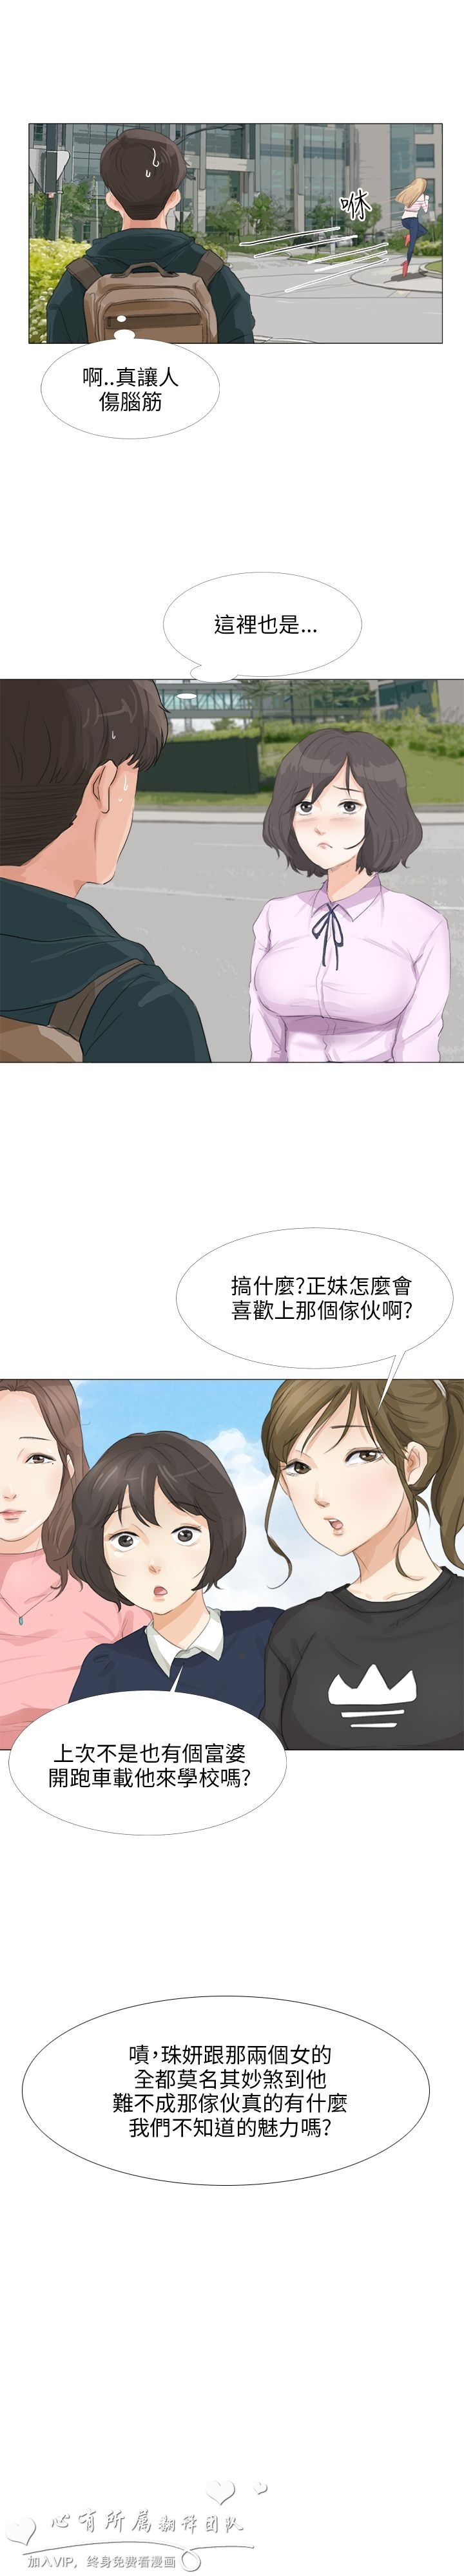 咻
啊..真讓人
傷腦筋
這裡也是...
搞什麼?正妹怎麼會
喜歡上那個傢伙啊?
上次不是也有個富婆
開跑車載他來學校嗎?
嘖,珠妍跟那兩個女的
全都莫名其妙煞到他
難不成那傢伙真的有什麼
我們不知道的魅力嗎?
心有所属翻译团队
加入VIP，终身免费看漫画